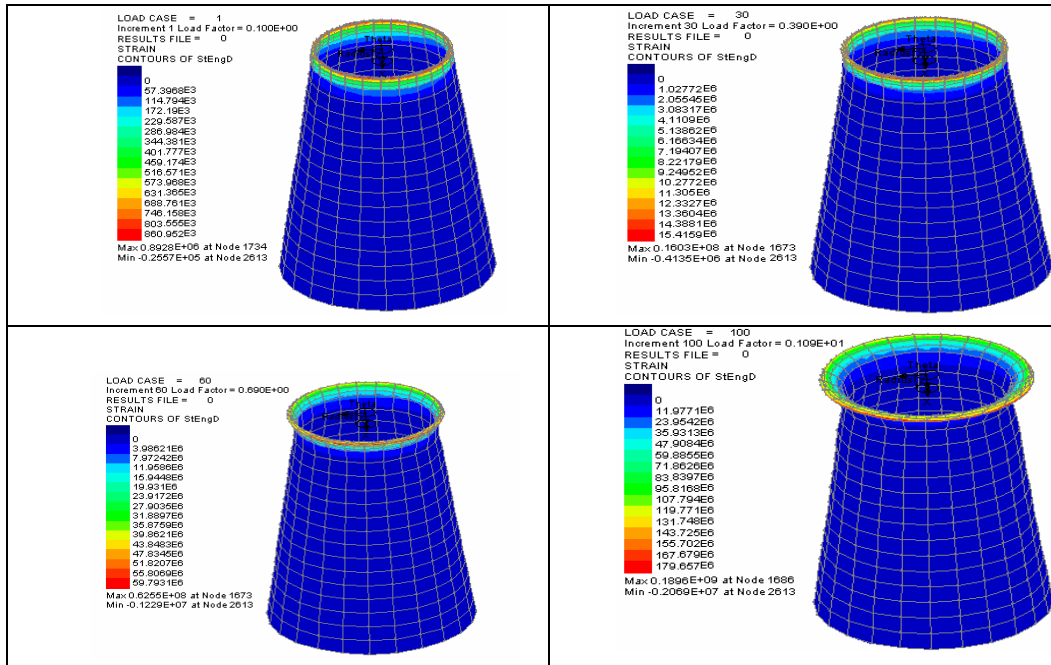 LOAD CASE = 1
Increment 1 Load Factor = 0.100E+00
RESULTS FILE = 0
STRAIN
CONTOURS OF StEngD
0
57.3968E3
114.794E3
172.19E3
229.587E3
286.984E3
344.381E3
401.777E3
459.174E3
516.571E3
573.968E3
631.365E3
688.761E3
746.158E3
803.555E3
860.952E3
Max 0.8928E+06 at Node 1734
Min -0.2557E+05 at Node 2613
LOAD CASE = 30
Increment 30 Load Factor = 0.390E+00
RESULTS FILE = 0
STRAIN
CONTOURS OF StEngD
0
1.02772E6
2.05545E6
3.08317E6
4.1109E6
5.13862E6
6.16634E6
7.19407E6
8.22179E6
9.24952E6
10.2772E6
11.305E6
12.3327E6
13.3604E6
14.3881E6
15.4159E6
Max 0.1603E+08 at Node 1673
Min -0.4135E+06 at Node 2613
LOAD CASE = 60
Increment 60 Load Factor = 0.690E+00
RESULTS FILE = 0
STRAIN
CONTOURS OF StEngD
0
3.98621E6
7.97242E6
11.9586E6
15.9448E6
19.931E6
23.9172E6
27.9035E6
31.8897E6
35.8759E6
39.8621E6
43.8483E6
47.8345E6
51.8207E6
55.8069E6
59.7931E6
Max 0.6255E+08 at Node 1673
Min -0.1229E+07 at Node 2613
LOAD CASE = 100
Increment 100 Load Factor = 0.109E+01
RESULTS FILE = 0
STRAIN
CONTOURS OF StEngD
0
11.9771E6
23.9542E6
35.9313E6
47.9084E6
59.8855E6
71.8626E6
83.8397E6
95.8168E6
107.794E6
119.771E6
131.748E6
143.725E6
155.702E6
167.679E6
179.657E6
Max 0.1896E+09 at Node 1686
Min -0.2069E+07 at Node 2613